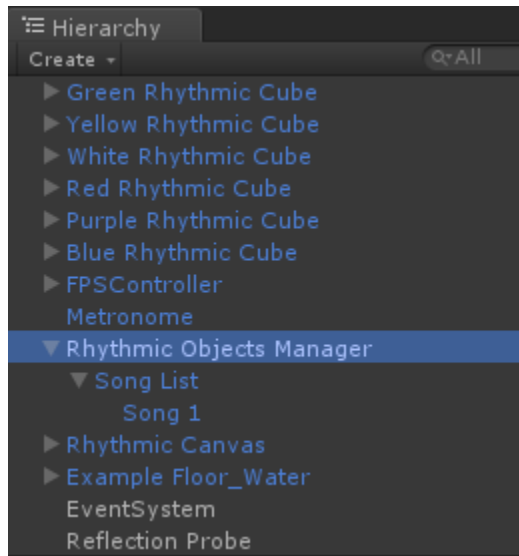 Hierarchy
Create All
Green Rhythmic Cube
Yellow Rhythmic Cube
White Rhythmic Cube
Red Rhythmic Cube
Purple Rhythmic Cube
Blue Rhythmic Cube
FPSController
Metronome
Rhythmic Objects Manager
Song List
Song 1
Rhythmic Canvas
Example Floor_Water
EventSystem
Reflection Probe